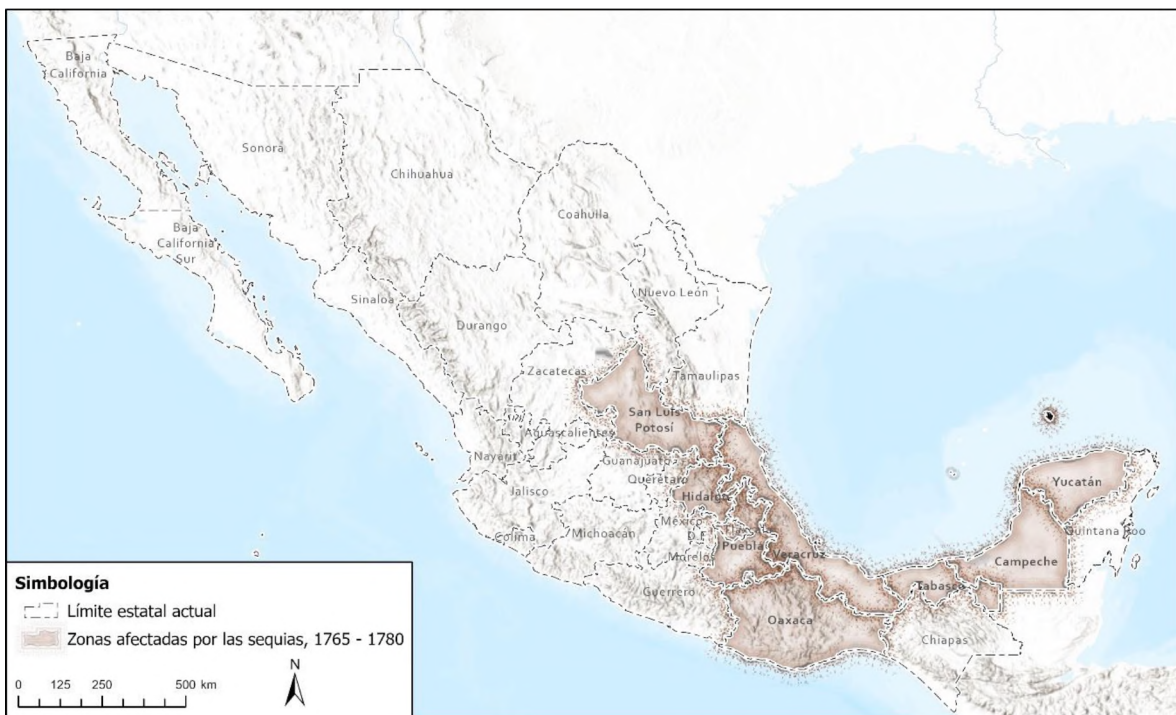 Baja
California
Sonora
Chihuahua
Coahuila
Baja
California
Sur
Nuevo León
Sinaloa
Durango
Zacatecas
Tamaulipas
San Luis
Potosí
Aguascalientes
Nayarit
Guanajuato
Querétaro
Yucatán
Jalisco
Hidalgo
México
D.F.
Quintana Roo
Colima
Michoacán
Puebla
Veracruz
Morelos
Campeche
Tabasco
Guerrero
Oaxaca
Chiapas
Simbología
Límite estatal actual
Zonas afectadas por las sequias, 1765 - 1780
N
0 125 250 500 km